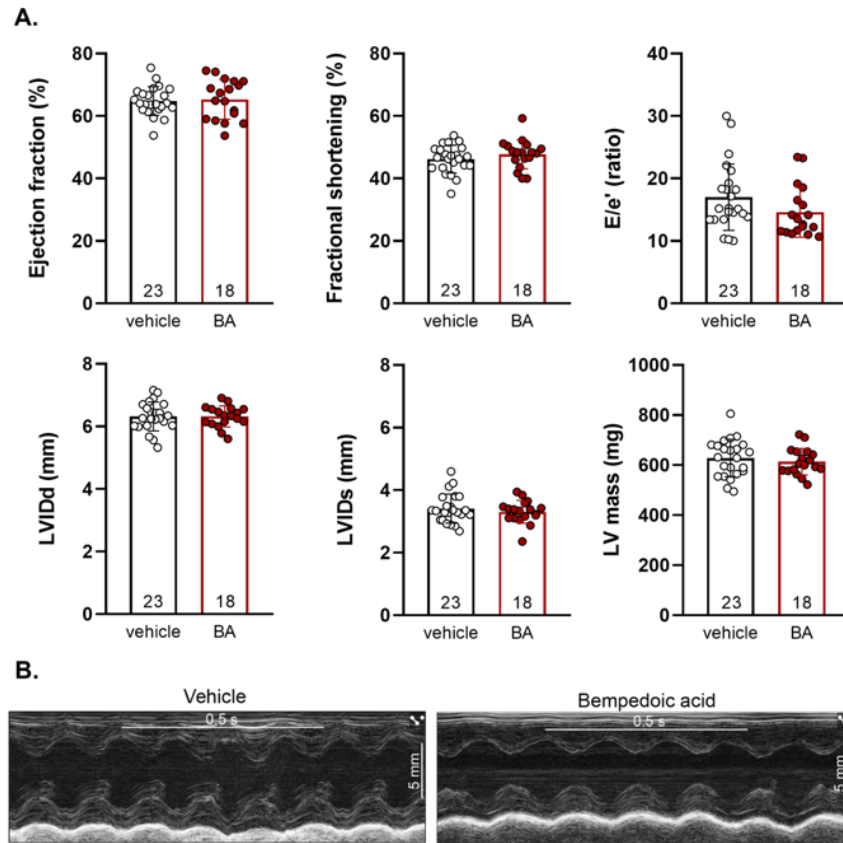 A.
Ejection fraction (%)
80
60
40
20
0
23
18
vehicle
BA
Fractional shortening (%)
80
60
40
20
0
23
18
vehicle
BA
E/e' (ratio)
40
30
20
10
0
23
18
vehicle
BA
LVIDd (mm)
8
6
4
2
0
23
18
vehicle
BA
LVIDs (mm)
8
6
4
2
0
23
18
vehicle
BA
LV mass (mg)
1000
800
600
400
200
0
23
18
vehicle
BA
B.
Vehicle
0.5 s
5 mm
Bempedoic acid
0.5 s
5 mm